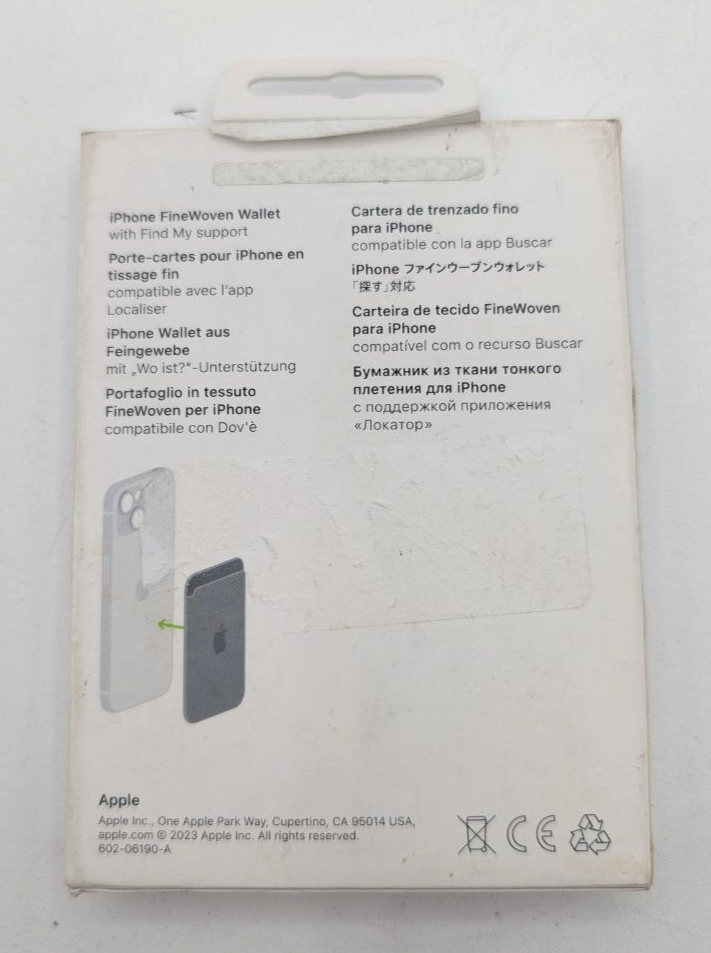 iPhone FineWoven Wallet
with Find My support
Porte-cartes pour iPhone en
tissage fin
compatible avec l'app
Localiser
iPhone Wallet aus
Feingewebe
mit „Wo ist?"-Unterstützung
Portafoglio in tessuto
FineWoven per iPhone
compatibile con Dov'è
Cartera de trenzado fino
para iPhone
compatible con la app Buscar
iPhone ファインウーブンウォレット
「探す」対応
Carteira de tecido FineWoven
para iPhone
compatível com o recurso Buscar
Бумажник из ткани тонкого
плетения для iPhone
с поддержкой приложения
«Локатор»
Apple
Apple Inc., One Apple Park Way, Cupertino, CA 95014 USA,
apple.com © 2023 Apple Inc. All rights reserved.
602-06190-A
CE